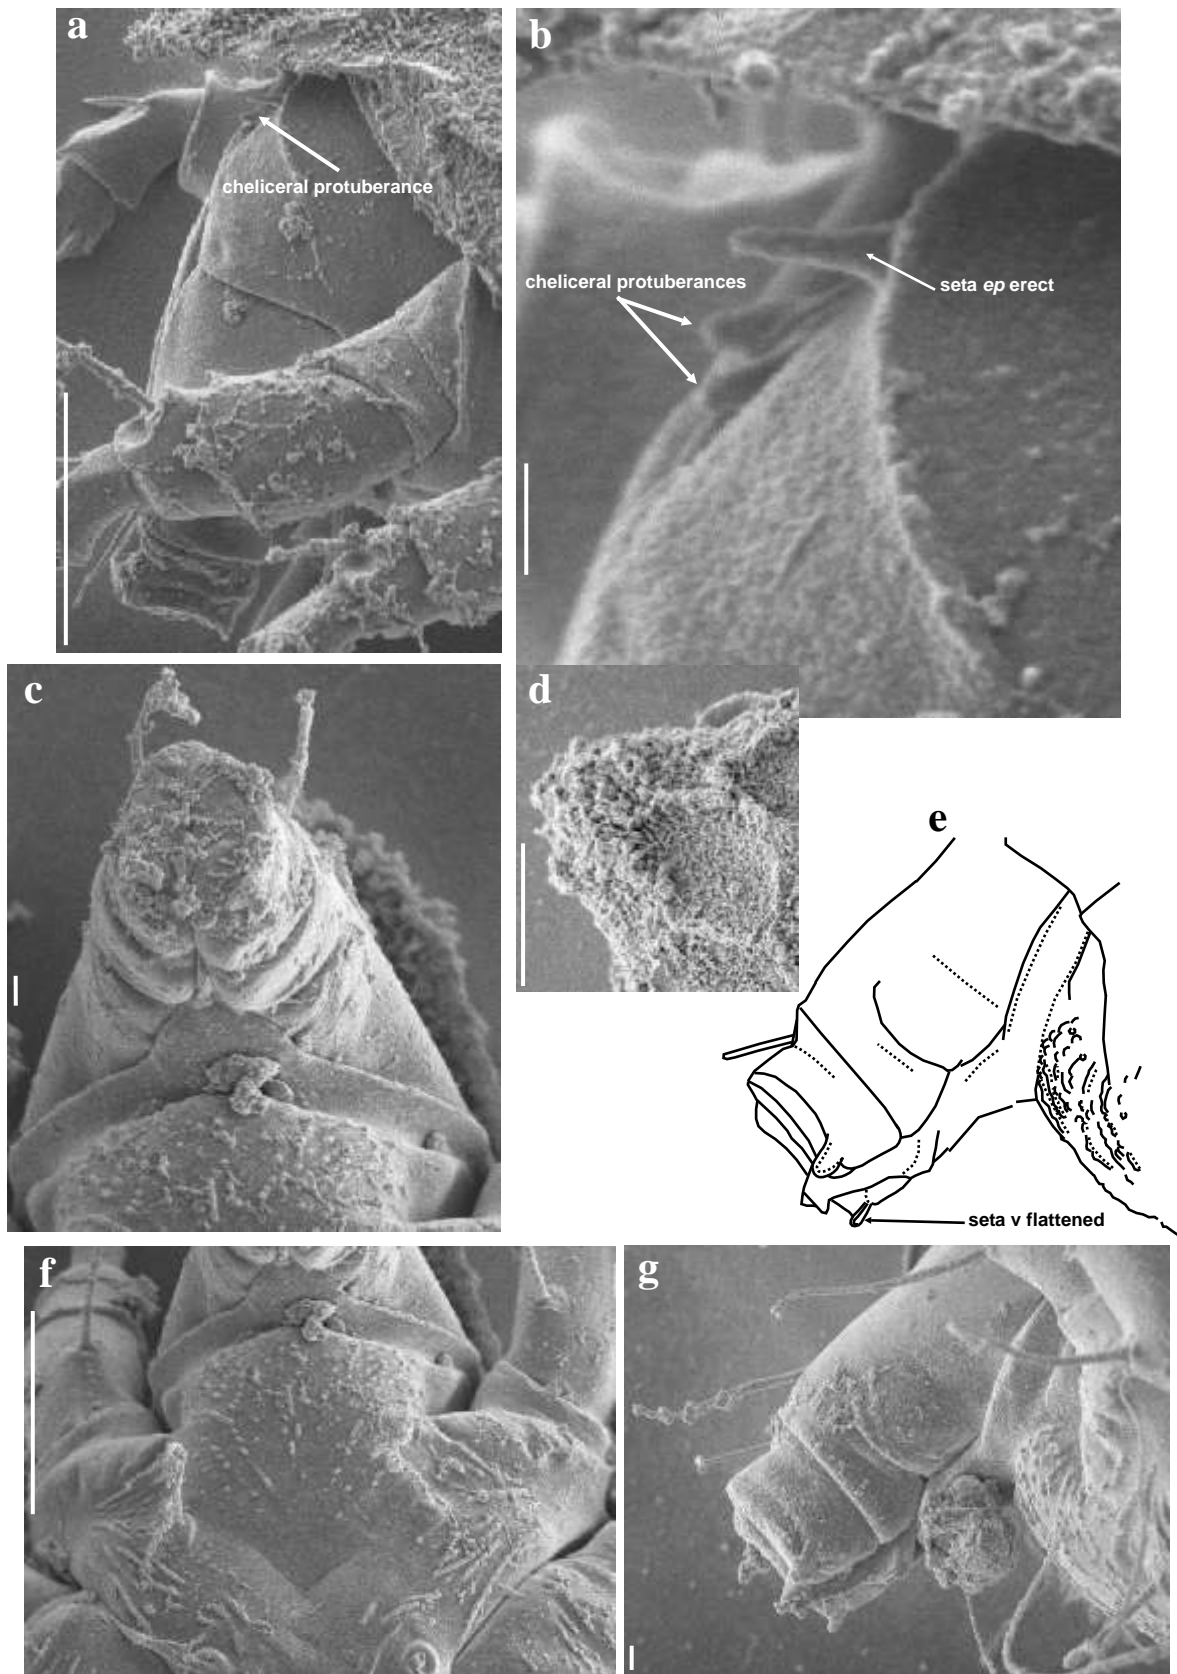 a
cheliceral protuberance
b
cheliceral protuberances
seta ep erect
c
d
e
seta v flattened
f
g